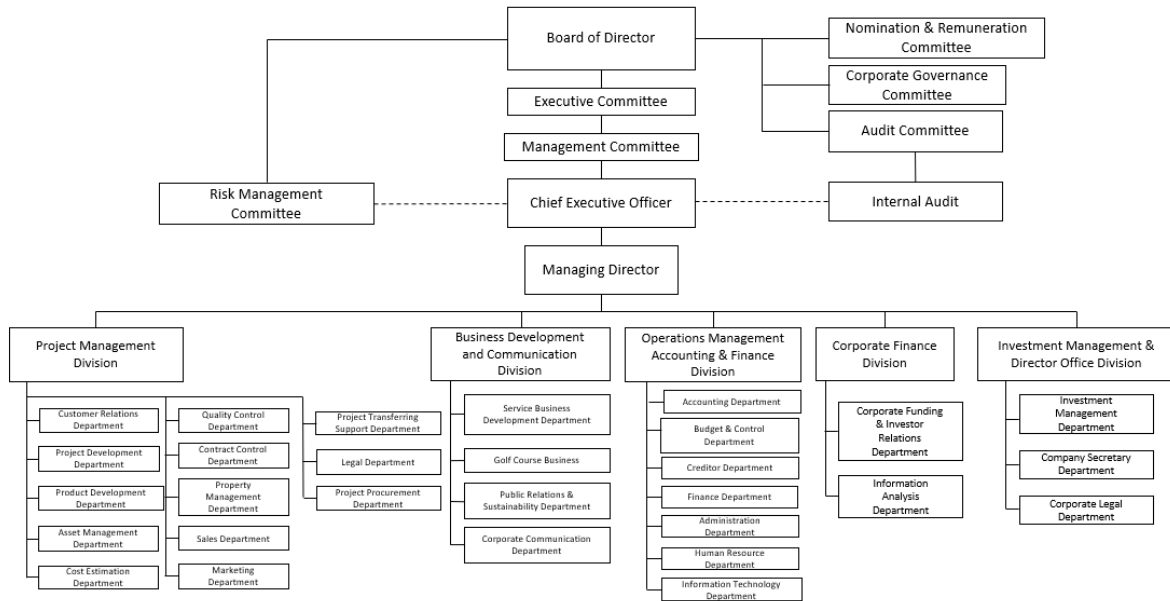 Board of Director
Nomination & Remuneration
Committee
Corporate Governance
Committee
Executive Committee
Audit Committee
Management Committee
Risk Management
Committee
Chief Executive Officer
Internal Audit
Managing Director
Project Management
Division
Business Development
and Communication
Division
Operations Management
Accounting & Finance
Division
Corporate Finance
Division
Investment Management &
Director Office Division
Customer Relations
Department
Project Development
Department
Product Development
Department
Asset Management
Department
Cost Estimation
Department
Quality Control
Department
Contract Control
Department
Property
Management
Department
Sales Department
Marketing
Department
Project Transferring
Support Department
Legal Department
Project Procurement
Department
Service Business
Development Department
Golf Course Business
Public Relations &
Sustainability Department
Corporate Communication
Department
Accounting Department
Budget & Control
Department
Creditor Department
Finance Department
Administration
Department
Human Resource
Department
Information Technology
Department
Corporate Funding
& Investor
Relations
Department
Information
Analysis
Department
Investment
Management
Department
Company Secretary
Department
Corporate Legal
Department